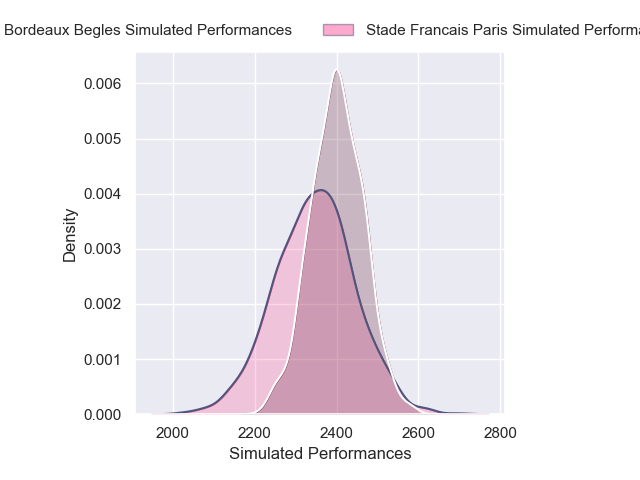 Bordeaux Begles Simulated Performances
Stade Francais Paris Simulated Performa
0.006
0.005
0.004
0.003
0.002
0.001
0.000
Density
2000 2200 2400 2600 2800
Simulated Performances